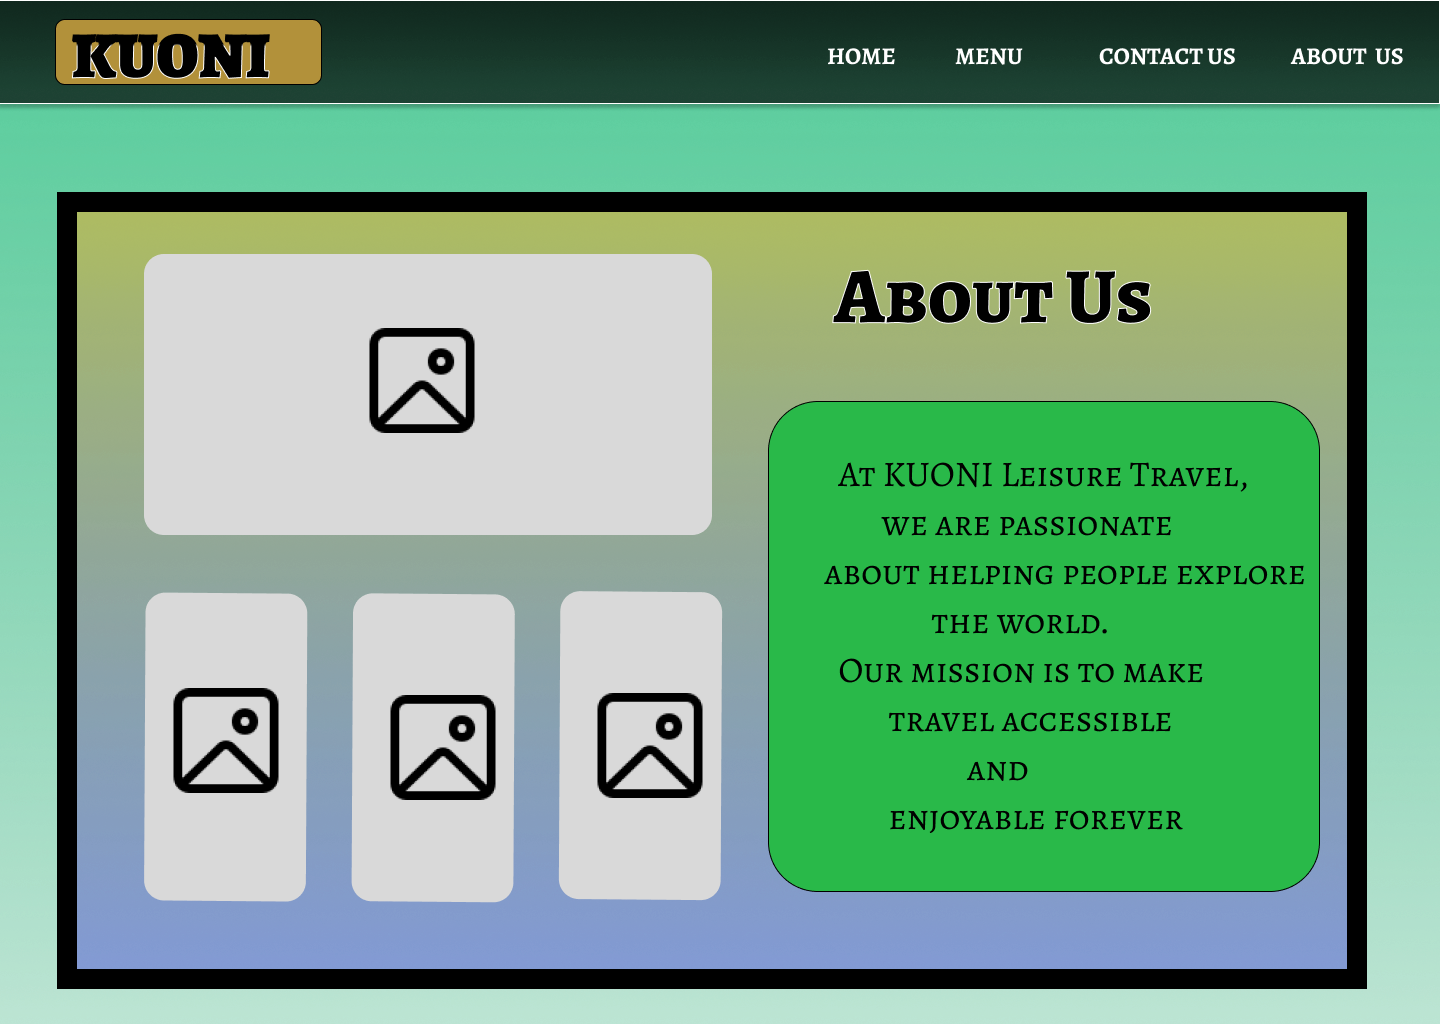 KUONI
HOME MENU CONTACT US ABOUT US
About Us
At KUONI Leisure Travel,
we are passionate
about helping people explore
the world.
Our mission is to make
travel accessible
and
enjoyable forever